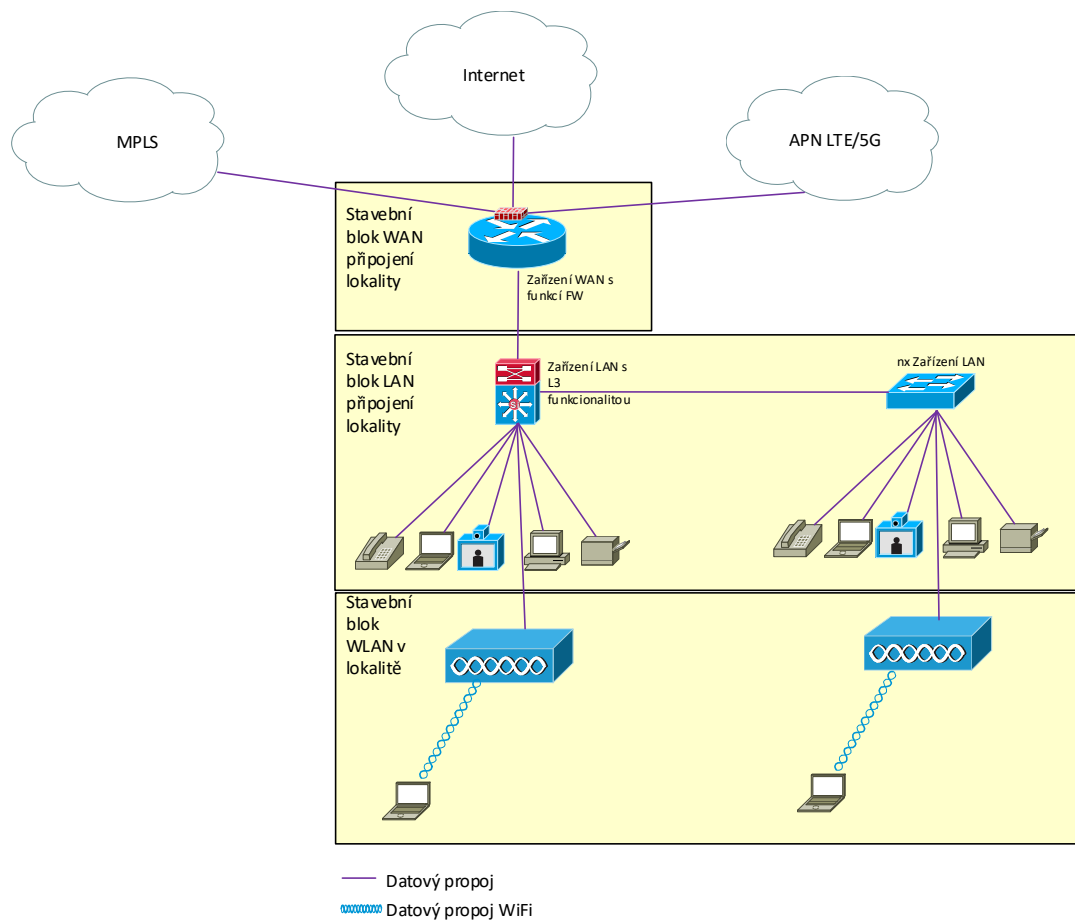 Internet
MPLS
APN LTE/5G
Stavební
blok WAN
připojení
lokality
Zařízení WAN s
funkcí FW
Stavební
blok LAN
připojení
lokality
Zařízení LAN s
L3
funkcionalitou
nx Zařízení LAN
Si
Stavební
blok
WLAN v
lokalitě
Datový propoj
Datový propoj WiFi